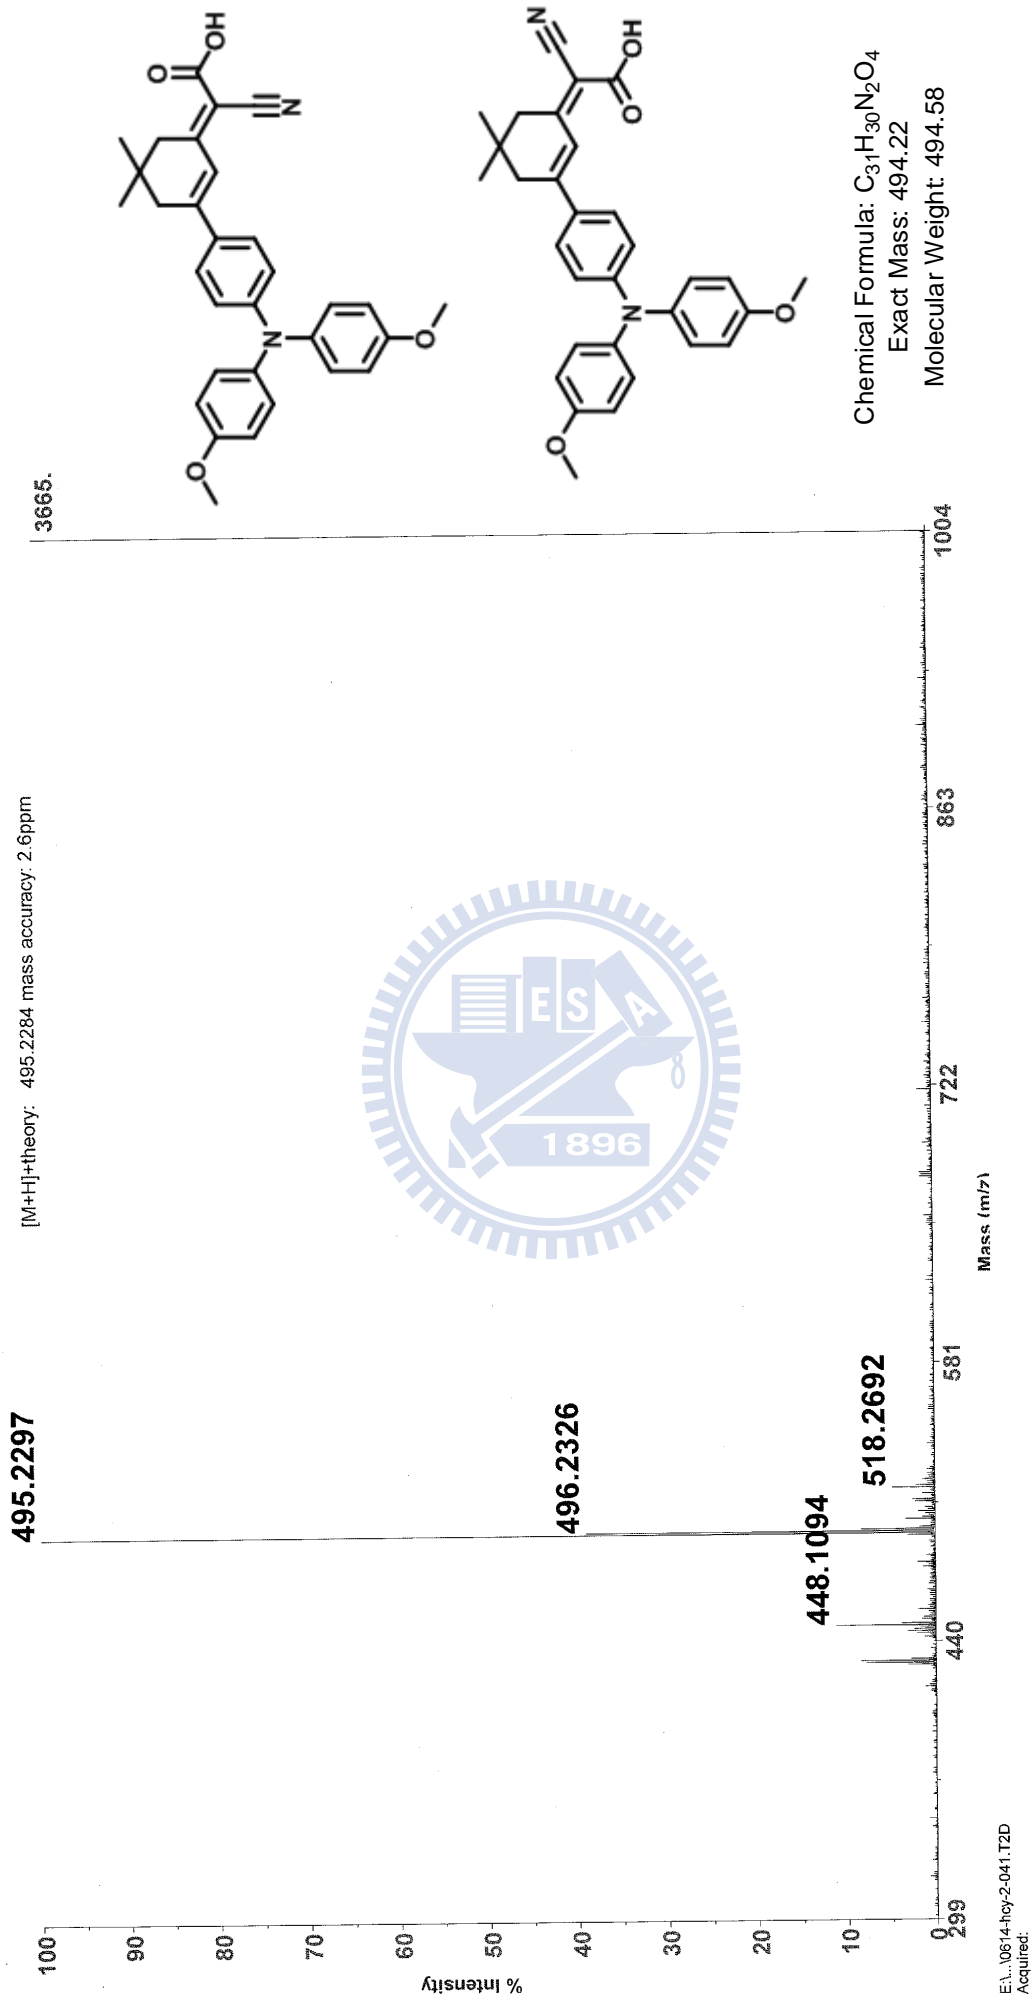 [M+H]+theory: 495.2284 mass accuracy: 2.6ppm
3665.
495.2297
496.2326
448.1094
518.2692
100
90
80
70
60
50
40
30
20
10
0
% Intensity
299
440
581
722
863
1004
Mass (m/z)
E:\...\0614-hcy-2-041.T2D
Acquired:
E S A
1896
O
OH
N
N
O
O
N
OH
O
N
O
O
Chemical Formula: C31H30N2O4
Exact Mass: 494.22
Molecular Weight: 494.58